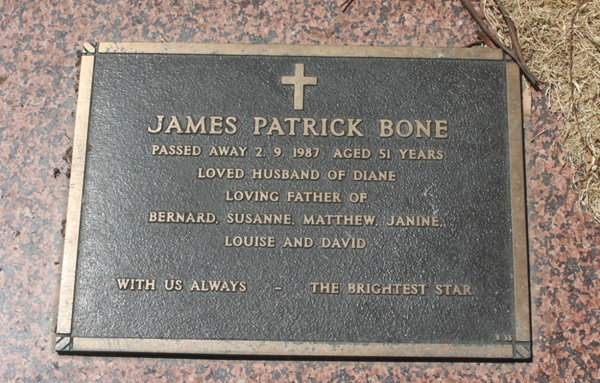 JAMES PATRICK BONE
PASSED AWAY 2. 9. 1987 AGED 51 YEARS
LOVED HUSBAND OF DIANE
LOVING FATHER OF
BERNARD, SUSANNE, MATTHEW, JANINE,
LOUISE AND DAVID
WITH US ALWAYS - THE BRIGHTEST STAR